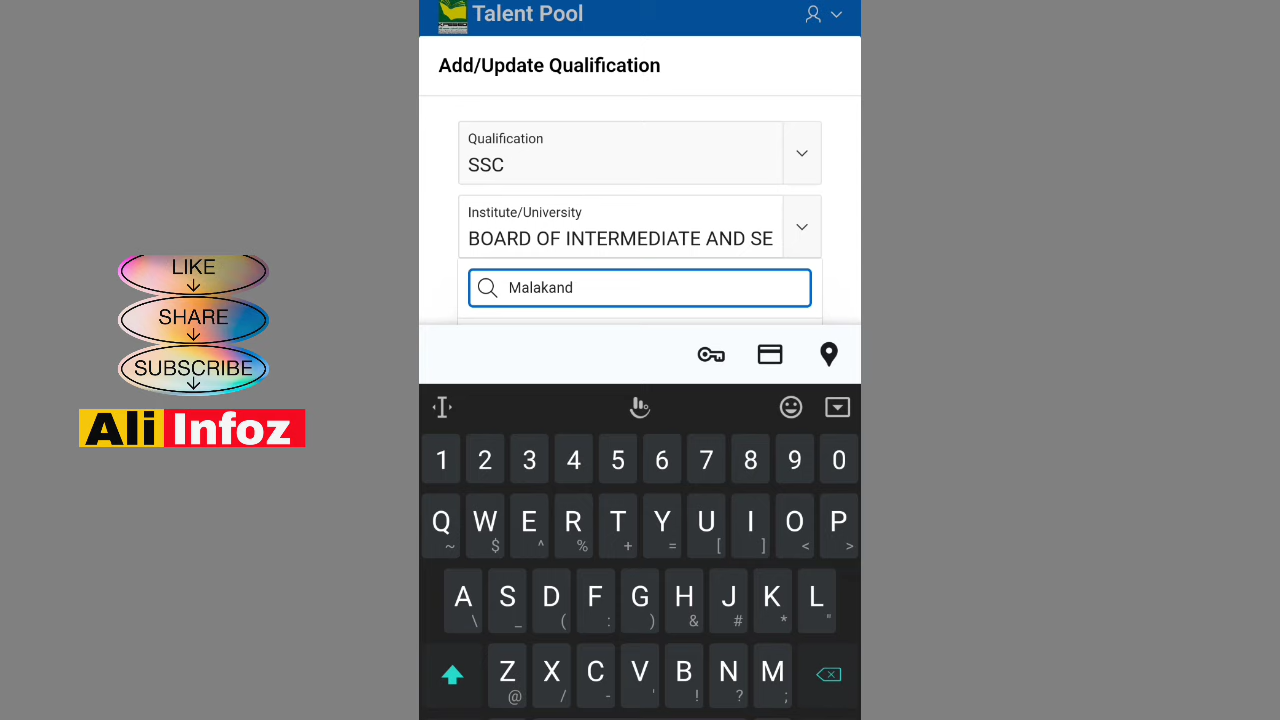 Talent Pool
Add/Update Qualification
Qualification
SSC
Institute/University
BOARD OF INTERMEDIATE AND SE
Malakand
LIKE
SHARE
SUBSCRIBE
Ali Infoz
1 2 3 4 5 6 7 8 9 0
Q W E R T Y U I O P
~ $ ^ % + = [ ] < >
A S D F G H J K L
\ _ ( : ) & # * "
Z X C V B N M
@ / - ' ! ? ;